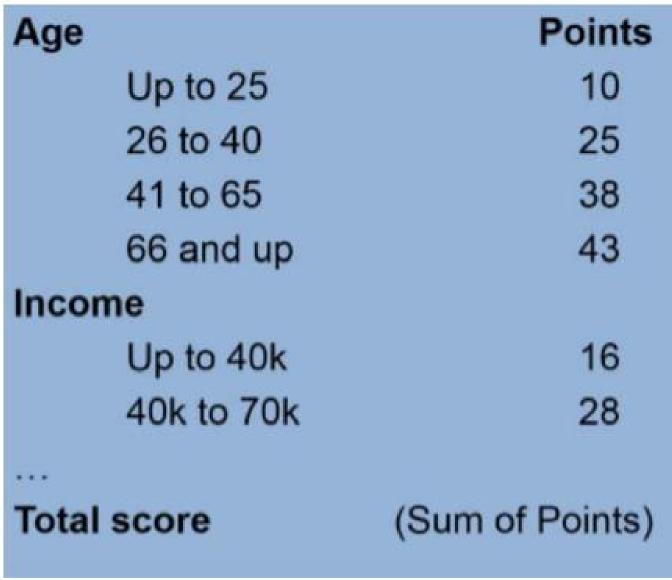 Age Points
Up to 25 10
26 to 40 25
41 to 65 38
66 and up 43
Income
Up to 40k 16
40k to 70k 28
...
Total score (Sum of Points)